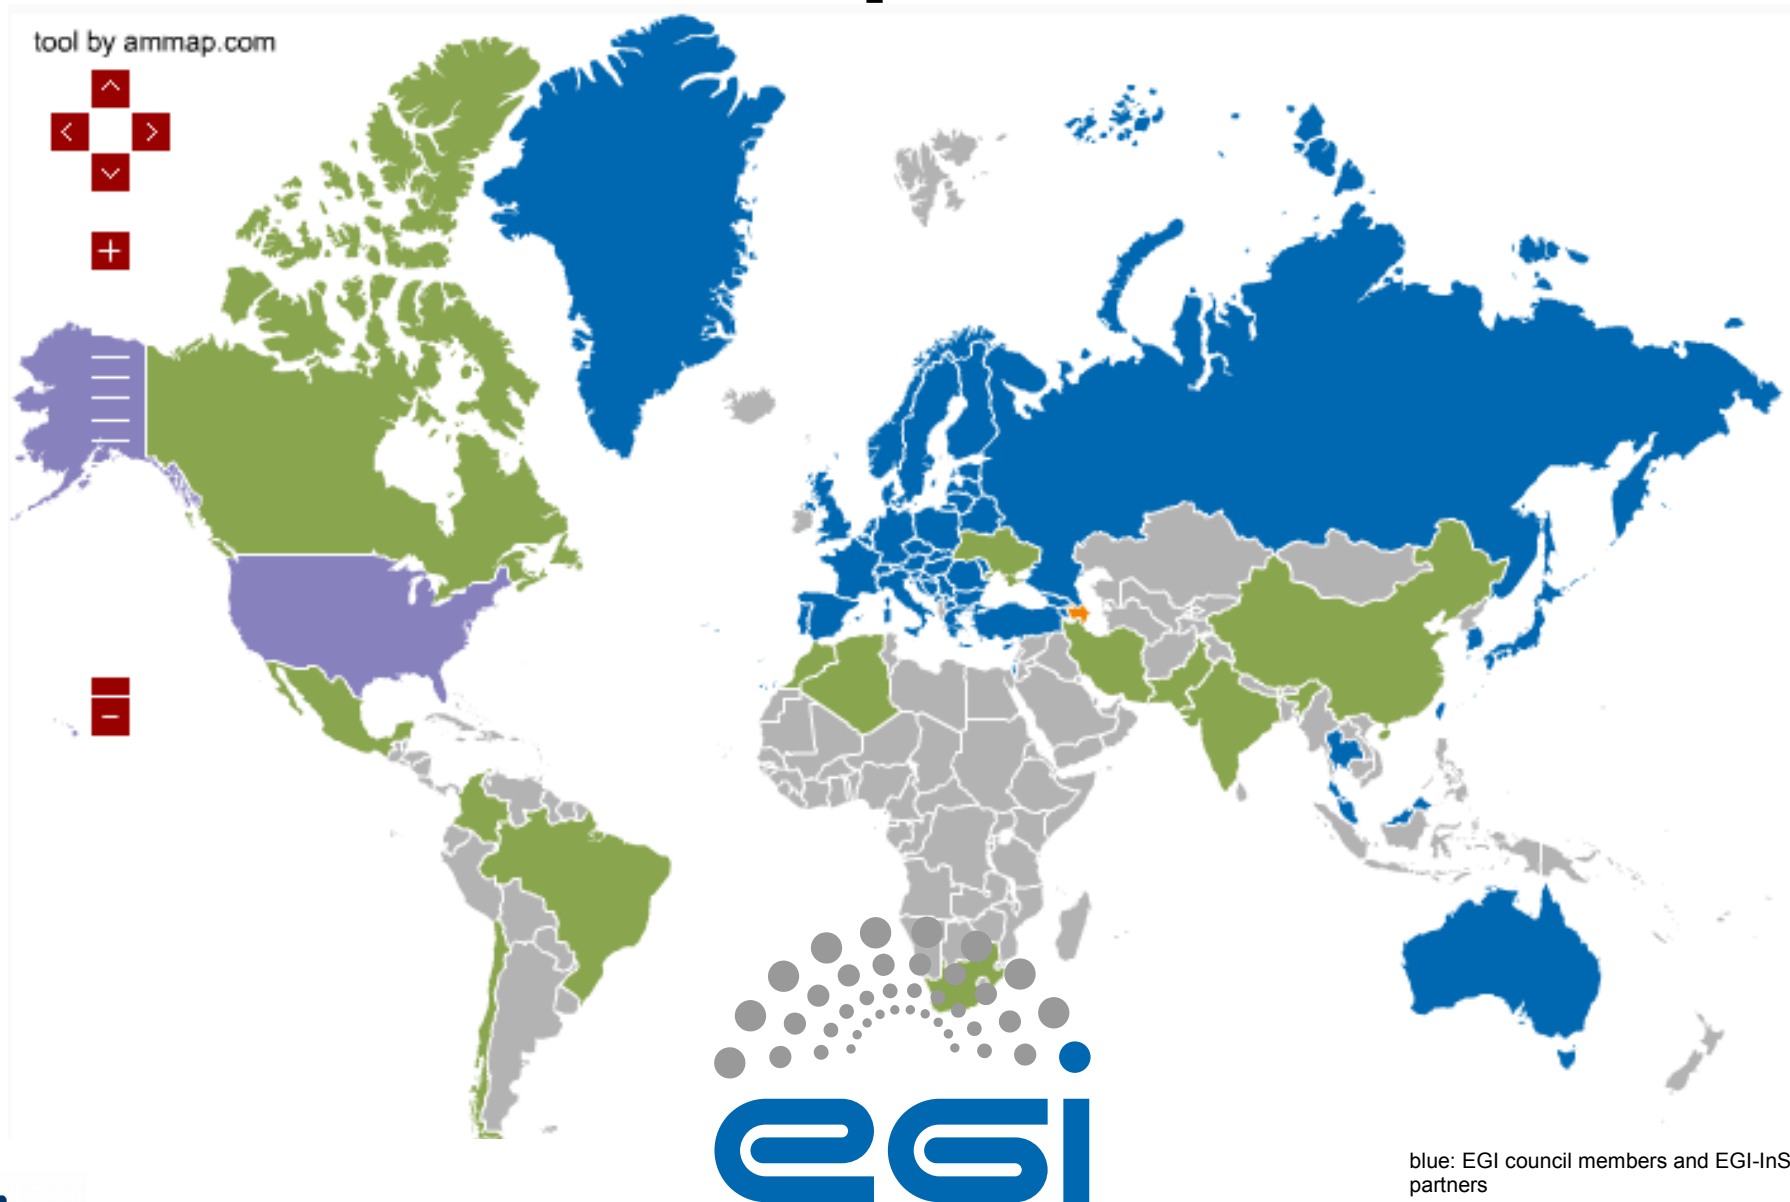 tool by ammap.com
egi
blue: EGI council members and EGI-InS
partners